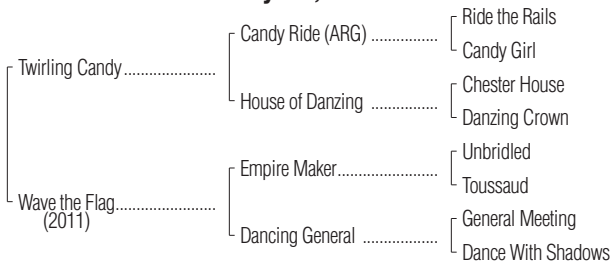 Ride the Rails
Candy Ride (ARG) ................
Candy Girl
Twirling Candy......................
Chester House
House of Danzing ................
Danzing Crown
Unbridled
Empire Maker........................
Toussaud
Wave the Flag........................
(2011)
General Meeting
Dancing General ..................
Dance With Shadows